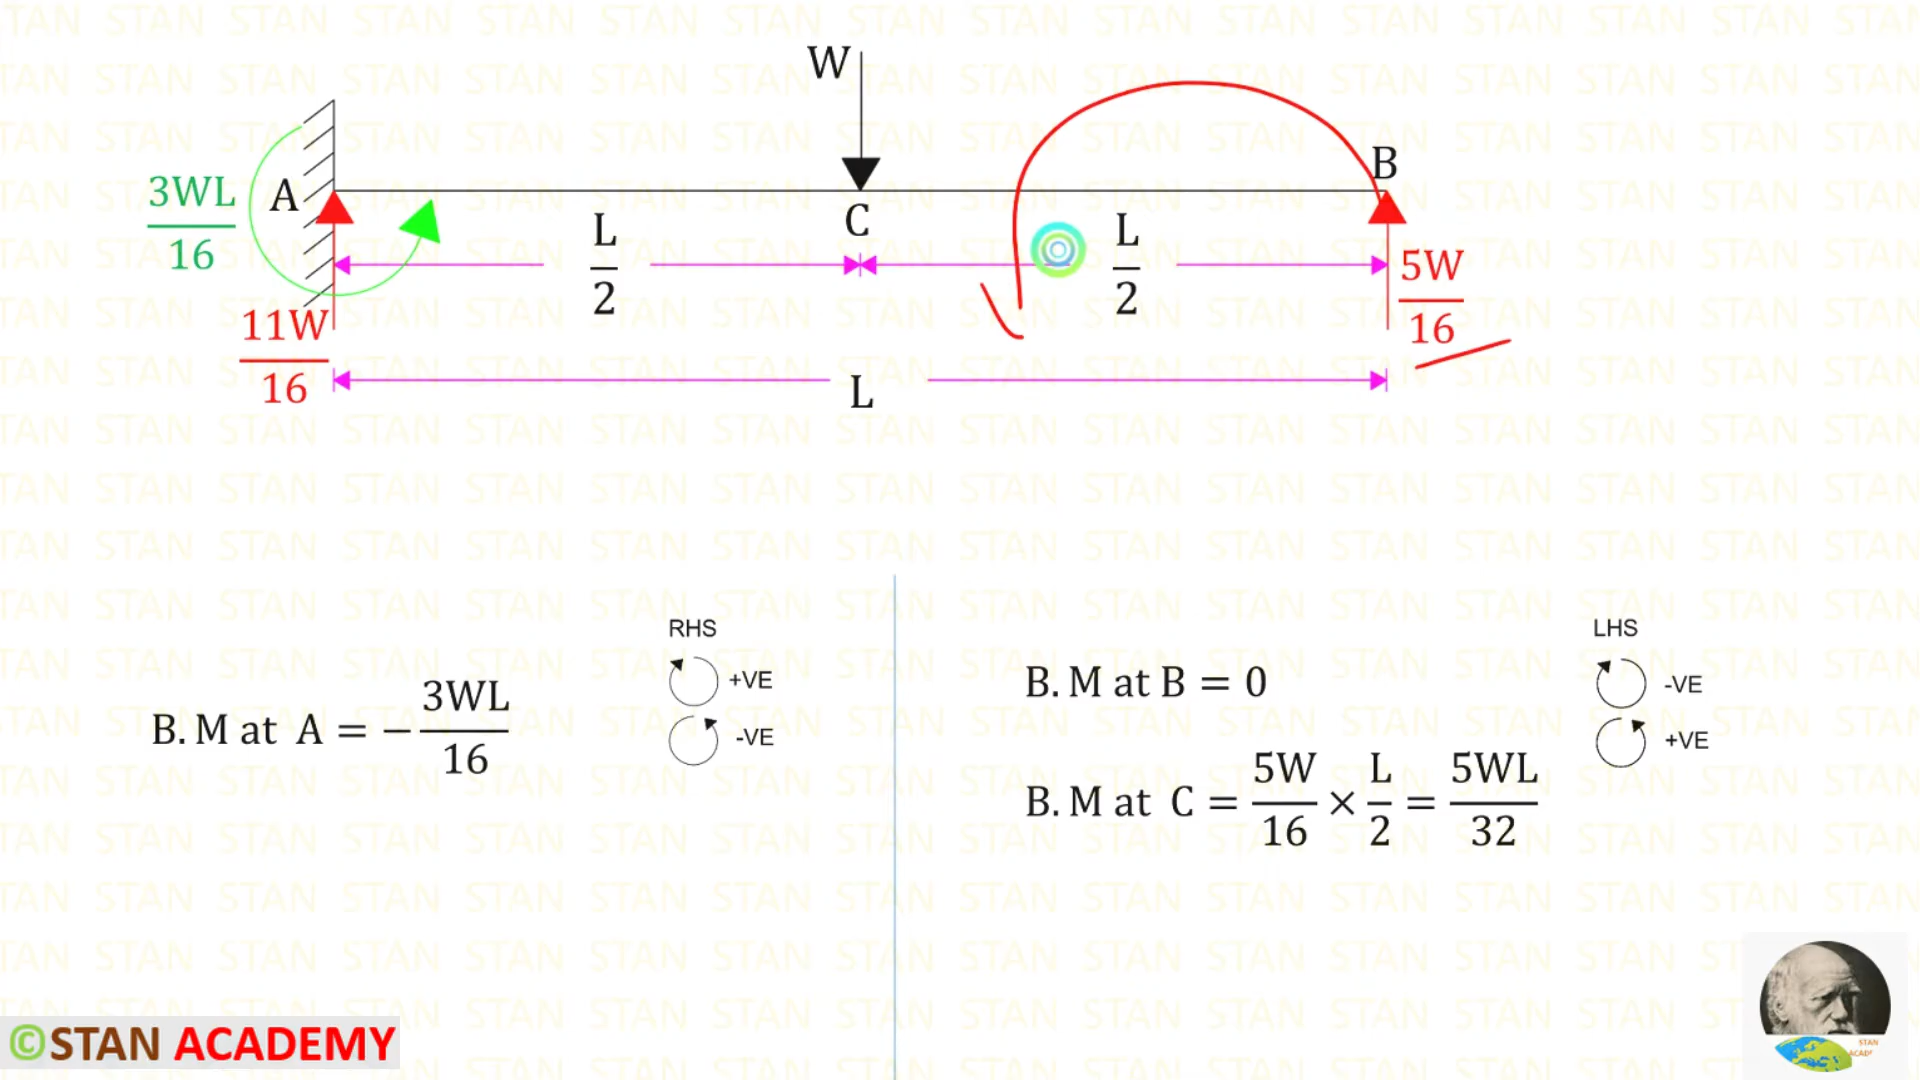 W
B
A
C
3WL/16
11W/16
L/2
L/2
5W/16
L
RHS
+VE
-VE
B. M at A = − 3WL/16
LHS
-VE
+VE
B. M at B = 0
B. M at C = 5W/16 × L/2 = 5WL/32
©STAN ACADEMY
STAN